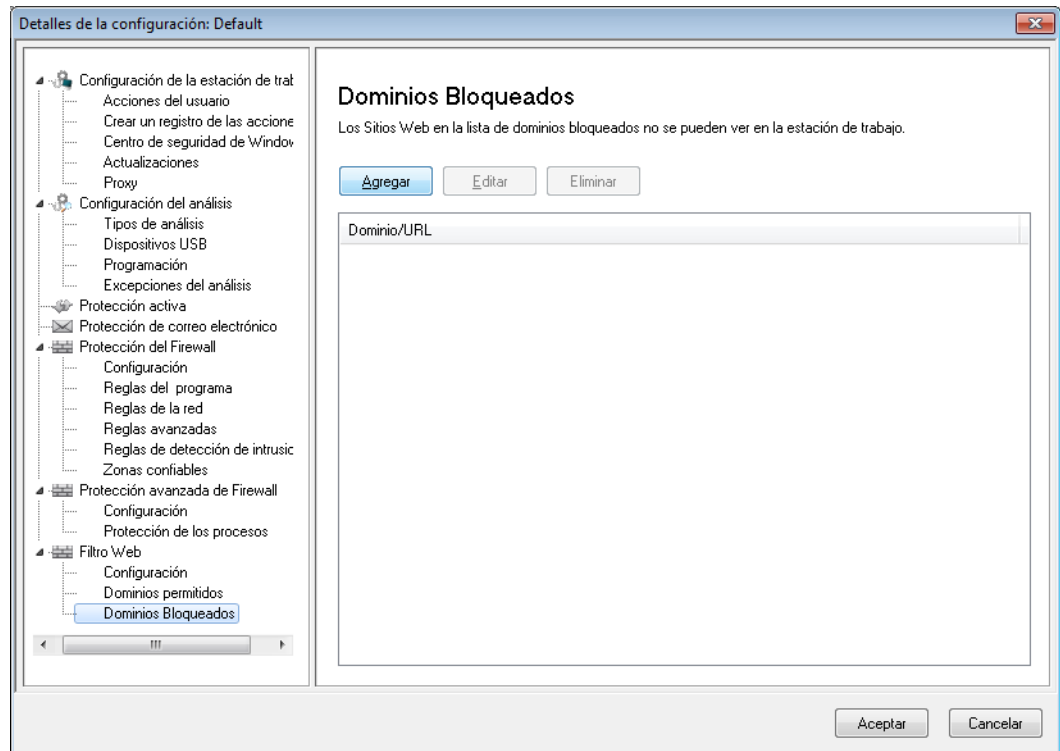 Detalles de la configuración: Default
Configuración de la estación de trab
Acciones del usuario
Crear un registro de las accione
Centro de seguridad de Window
Actualizaciones
Proxy
Configuración del análisis
Tipos de análisis
Dispositivos USB
Programación
Excepciones del análisis
Protección activa
Protección de correo electrónico
Protección del Firewall
Configuración
Reglas del  programa
Reglas de la red
Reglas avanzadas
Reglas de detección de intrusic
Zonas confiables
Protección avanzada de Firewall
Configuración
Protección de los procesos
Filtro Web
Configuración
Dominios permitidos
Dominios Bloqueados
Dominios Bloqueados
Los Sitios Web en la lista de dominios bloqueados no se pueden ver en la estación de trabajo.
Agregar
Editar
Eliminar
Dominio/URL
Aceptar
Cancelar